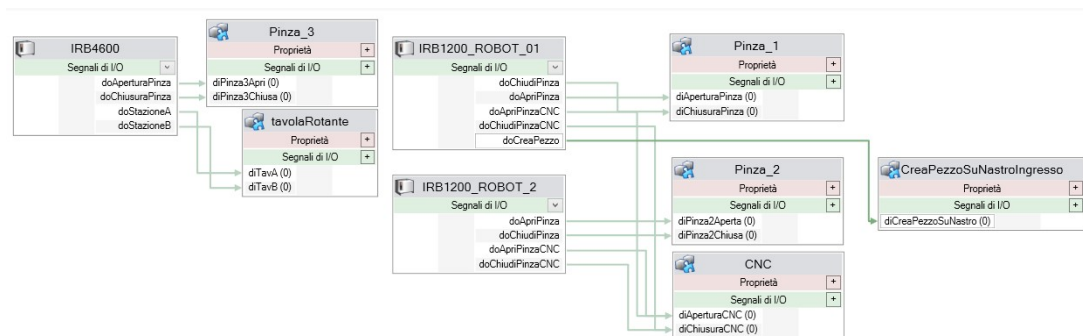 IRB4600
Segnali di I/O
doAperturaPinza
doChiusuraPinza
doStazioneA
doStazioneB
Pinza_3
Proprietà +
Segnali di I/O +
diPinza3Apri (0)
diPinza3Chiusa (0)
tavolaRotante
Proprietà +
Segnali di I/O +
diTavA (0)
diTavB (0)
IRB1200_ROBOT_01
Segnali di I/O
doChiudiPinza
doApriPinza
doApriPinzaCNC
doChiudiPinzaCNC
doCreaPezzo
IRB1200_ROBOT_2
Segnali di I/O
doApriPinza
doChiudiPinza
doApriPinzaCNC
doChiudiPinzaCNC
Pinza_1
Proprietà +
Segnali di I/O +
diAperturaPinza (0)
diChiusuraPinza (0)
Pinza_2
Proprietà +
Segnali di I/O +
diPinza2Aperta (0)
diPinza2Chiusa (0)
CNC
Proprietà +
Segnali di I/O +
diAperturaCNC (0)
diChiusuraCNC (0)
CreaPezzoSuNastroIngresso
Proprietà +
Segnali di I/O +
diCreaPezzoSuNastro (0)